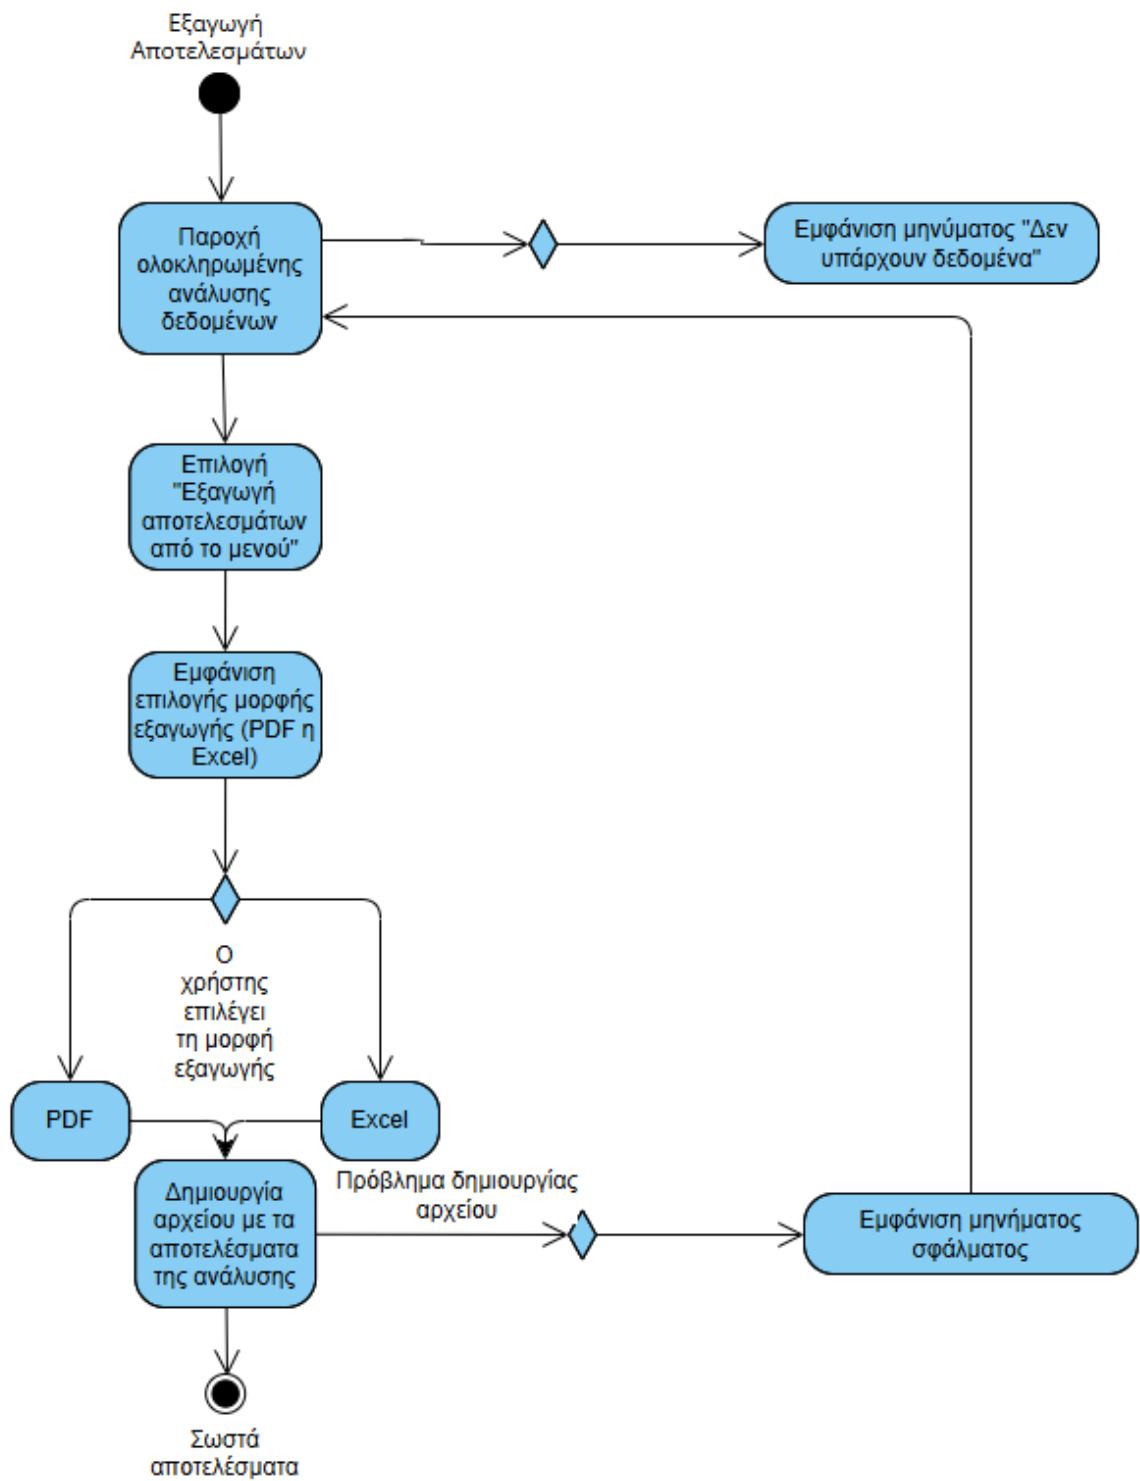 Εξαγωγή
Αποτελεσμάτων
Παροχή
ολοκληρωμένης
ανάλυσης
δεδομένων
Εμφάνιση μηνύματος "Δεν
υπάρχουν δεδομένα"
Επιλογή
"Εξαγωγή
αποτελεσμάτων
από το μενού"
Εμφάνιση
επιλογής μορφής
εξαγωγής (PDF η
Excel)
Ο
χρήστης
επιλέγει
τη μορφή
εξαγωγής
PDF
Excel
Δημιουργία
αρχείου με τα
αποτελέσματα
της ανάλυσης
Πρόβλημα δημιουργίας
αρχείου
Εμφάνιση μηνήματος
σφάλματος
Σωστά
αποτελέσματα